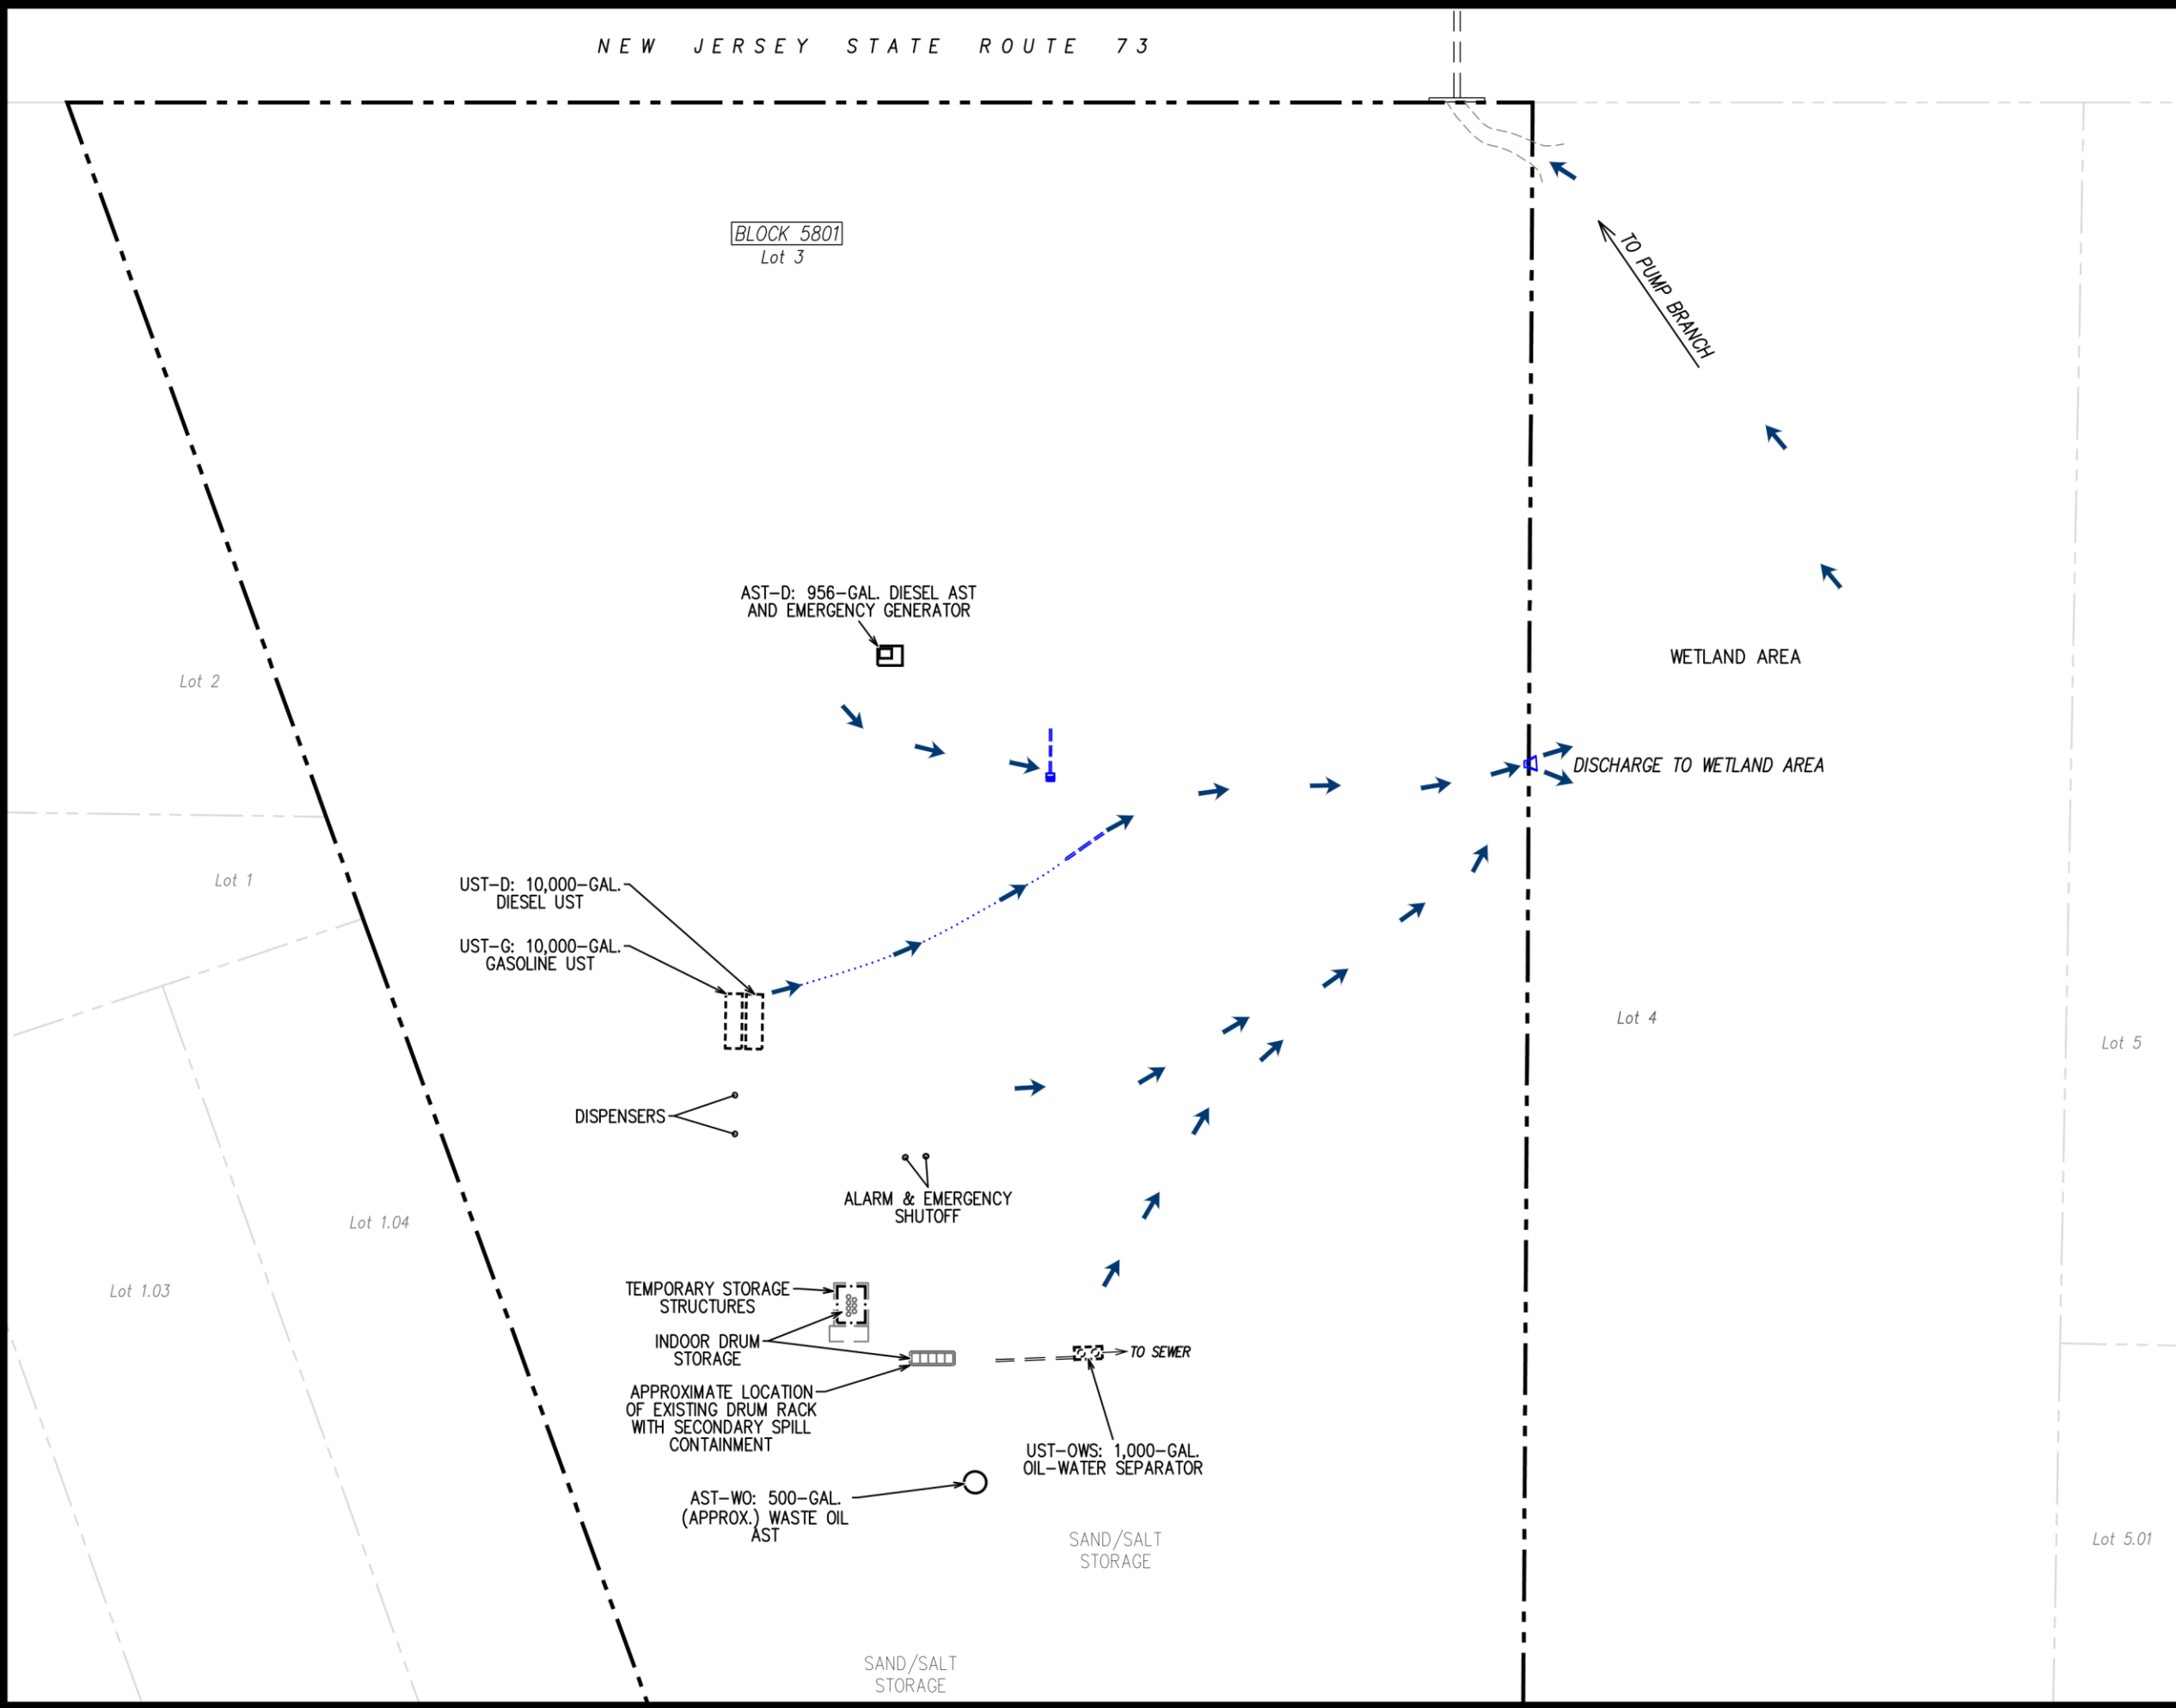 NEW JERSEY STATE ROUTE 73
BLOCK 5801
Lot 3
TO PUMP BRANCH
AST-D: 956-GAL. DIESEL AST
AND EMERGENCY GENERATOR
WETLAND AREA
Lot 2
DISCHARGE TO WETLAND AREA
Lot 1
UST-D: 10,000-GAL.
DIESEL UST
UST-G: 10,000-GAL.
GASOLINE UST
Lot 4
Lot 5
DISPENSERS
ALARM & EMERGENCY
SHUTOFF
Lot 1.04
Lot 1.03
TEMPORARY STORAGE
STRUCTURES
INDOOR DRUM
STORAGE
TO SEWER
APPROXIMATE LOCATION
OF EXISTING DRUM RACK
WITH SECONDARY SPILL
CONTAINMENT
UST-OWS: 1,000-GAL.
OIL-WATER SEPARATOR
AST-WO: 500-GAL.
(APPROX.) WASTE OIL
AST
SAND/SALT
STORAGE
Lot 5.01
SAND/SALT
STORAGE